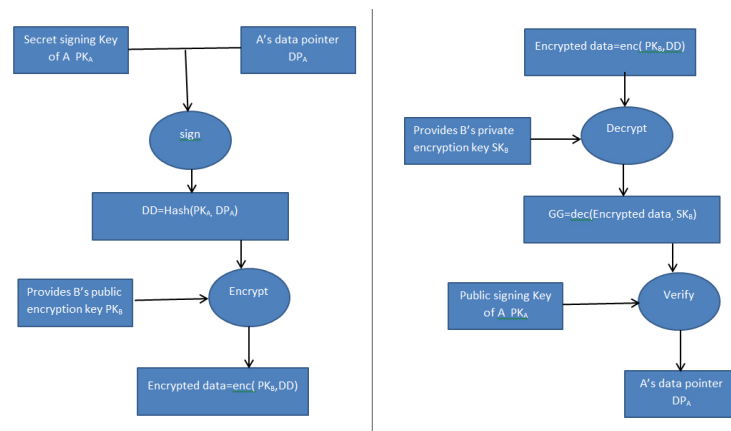 Secret signing Key
of A PKA
A's data pointer
DPA
sign
DD=Hash(PKA, DPA)
Provides B's public
encryption key PKB
Encrypt
Encrypted data=enc( PKB,DD)
Encrypted data=enc( PKB,DD)
Provides B's private
encryption key SKB
Decrypt
GG=dec(Encrypted data, SKB)
Public signing Key
of A PKA
Verify
A's data pointer
DPA